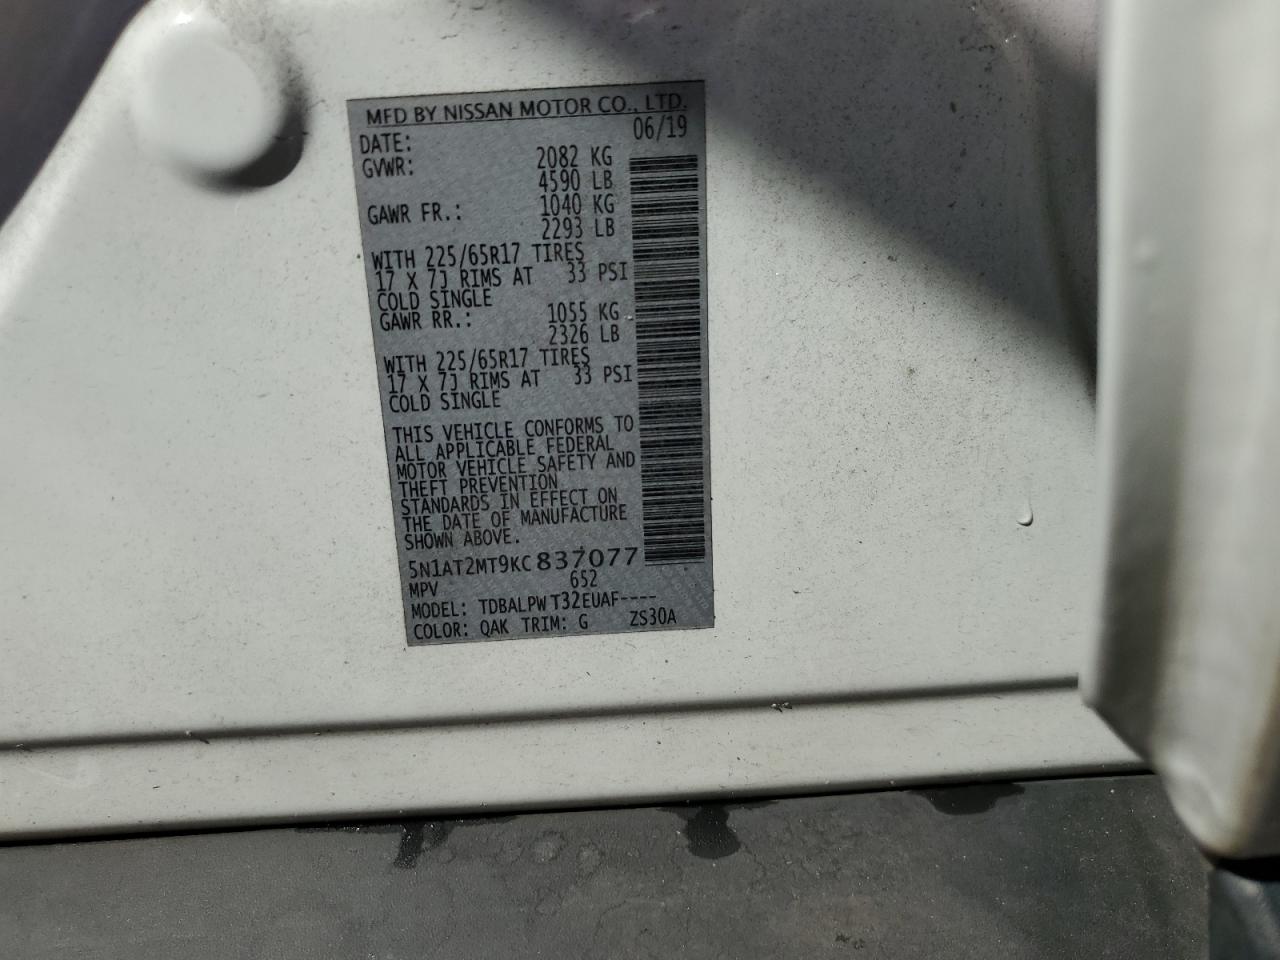 MFD BY NISSAN MOTOR CO., LTD.
DATE: 06/19
GVWR: 2082 KG
4590 LB
GAWR FR.: 1040 KG
2293 LB
WITH 225/65R17 TIRES
17 X 7J RIMS AT 33 PSI
COLD SINGLE
GAWR RR.: 1055 KG
2326 LB
WITH 225/65R17 TIRES
17 X 7J RIMS AT 33 PSI
COLD SINGLE
THIS VEHICLE CONFORMS TO
ALL APPLICABLE FEDERAL
MOTOR VEHICLE SAFETY AND
THEFT PREVENTION
STANDARDS IN EFFECT ON
THE DATE OF MANUFACTURE
SHOWN ABOVE.
5N1AT2MT9KC837077
MPV 652
MODEL: TDBALPWT32EUAF----
COLOR: QAK TRIM: G ZS30A